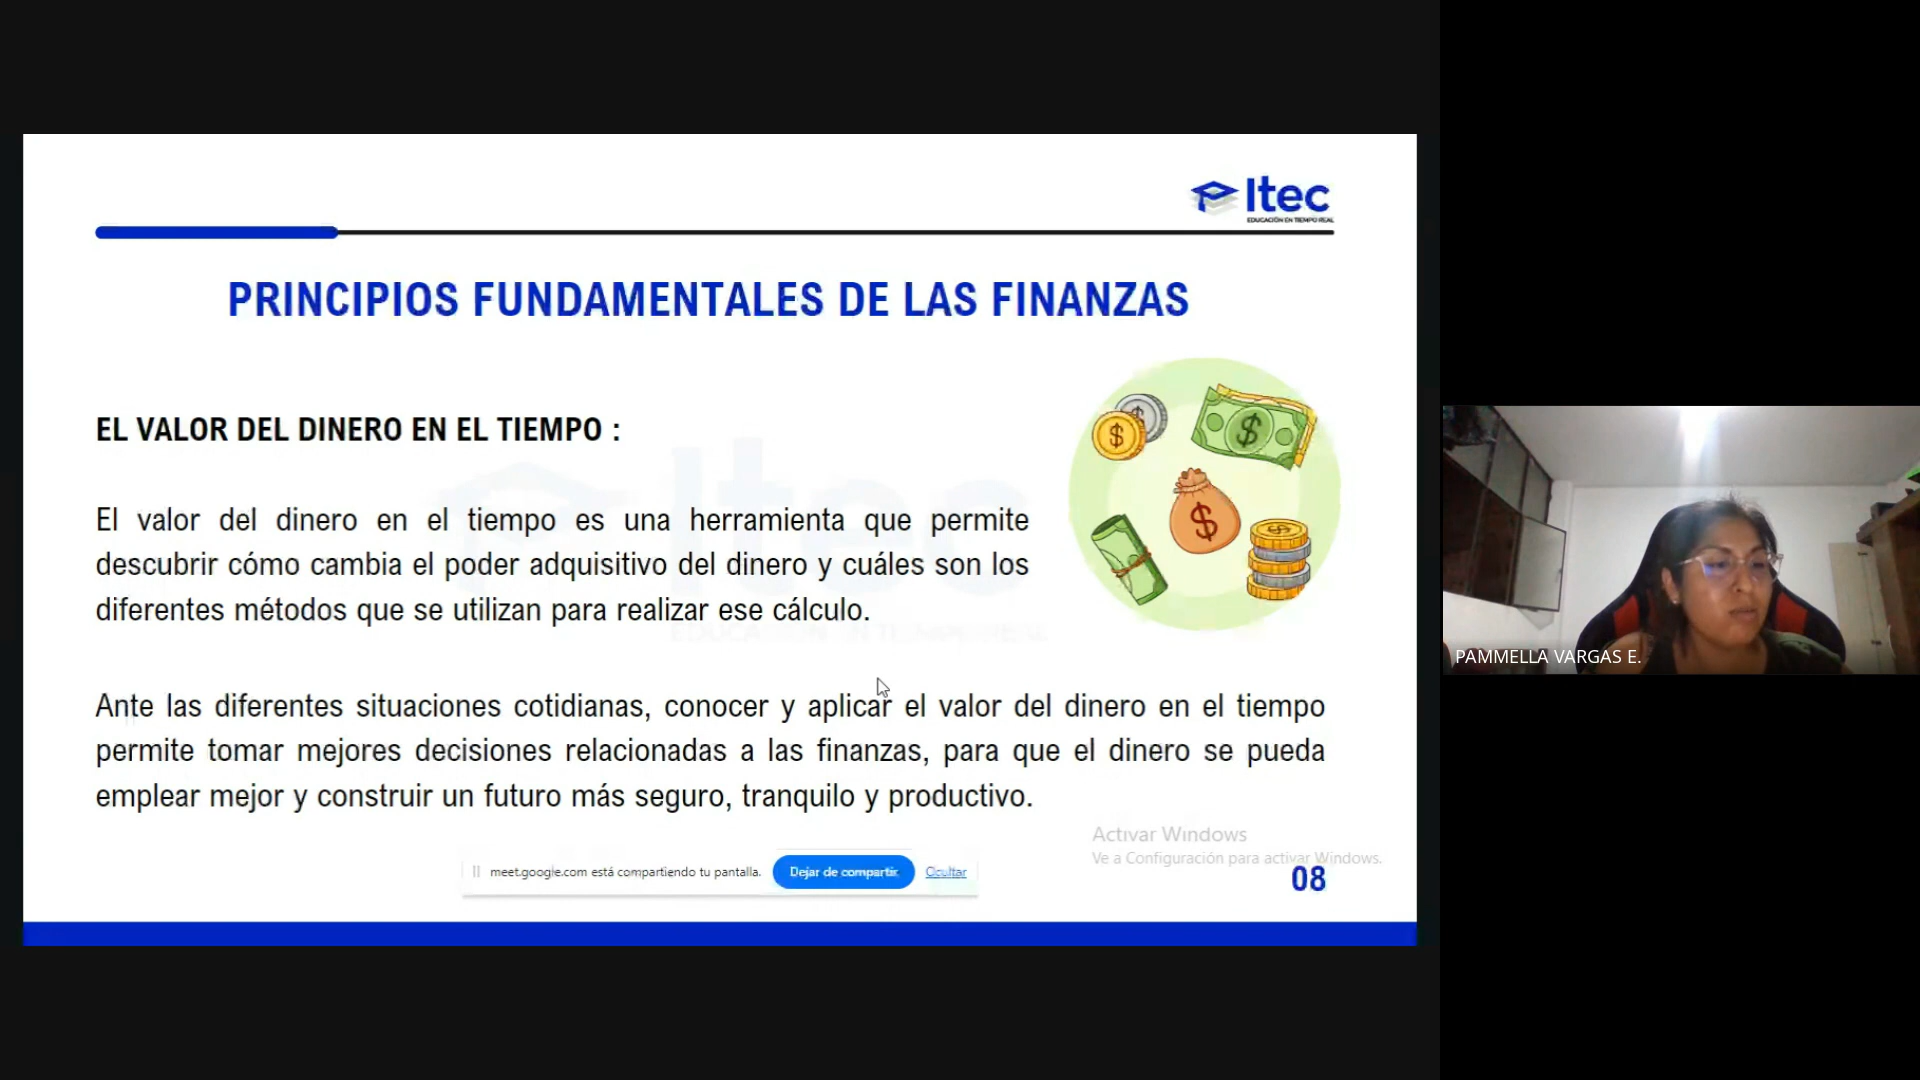 Itec
EDUCACIÓN EN TIEMPO REAL
PRINCIPIOS FUNDAMENTALES DE LAS FINANZAS
EL VALOR DEL DINERO EN EL TIEMPO :
El valor del dinero en el tiempo es una herramienta que permite
descubrir cómo cambia el poder adquisitivo del dinero y cuáles son los
diferentes métodos que se utilizan para realizar ese cálculo.
Ante las diferentes situaciones cotidianas, conocer y aplicar el valor del dinero en el tiempo
permite tomar mejores decisiones relacionadas a las finanzas, para que el dinero se pueda
emplear mejor y construir un futuro más seguro, tranquilo y productivo.
Activar Windows
Ve a Configuración para activar Windows.
08
meet.google.com está compartiendo tu pantalla. Dejar de compartir Ocultar
PAMMELLA VARGAS E.